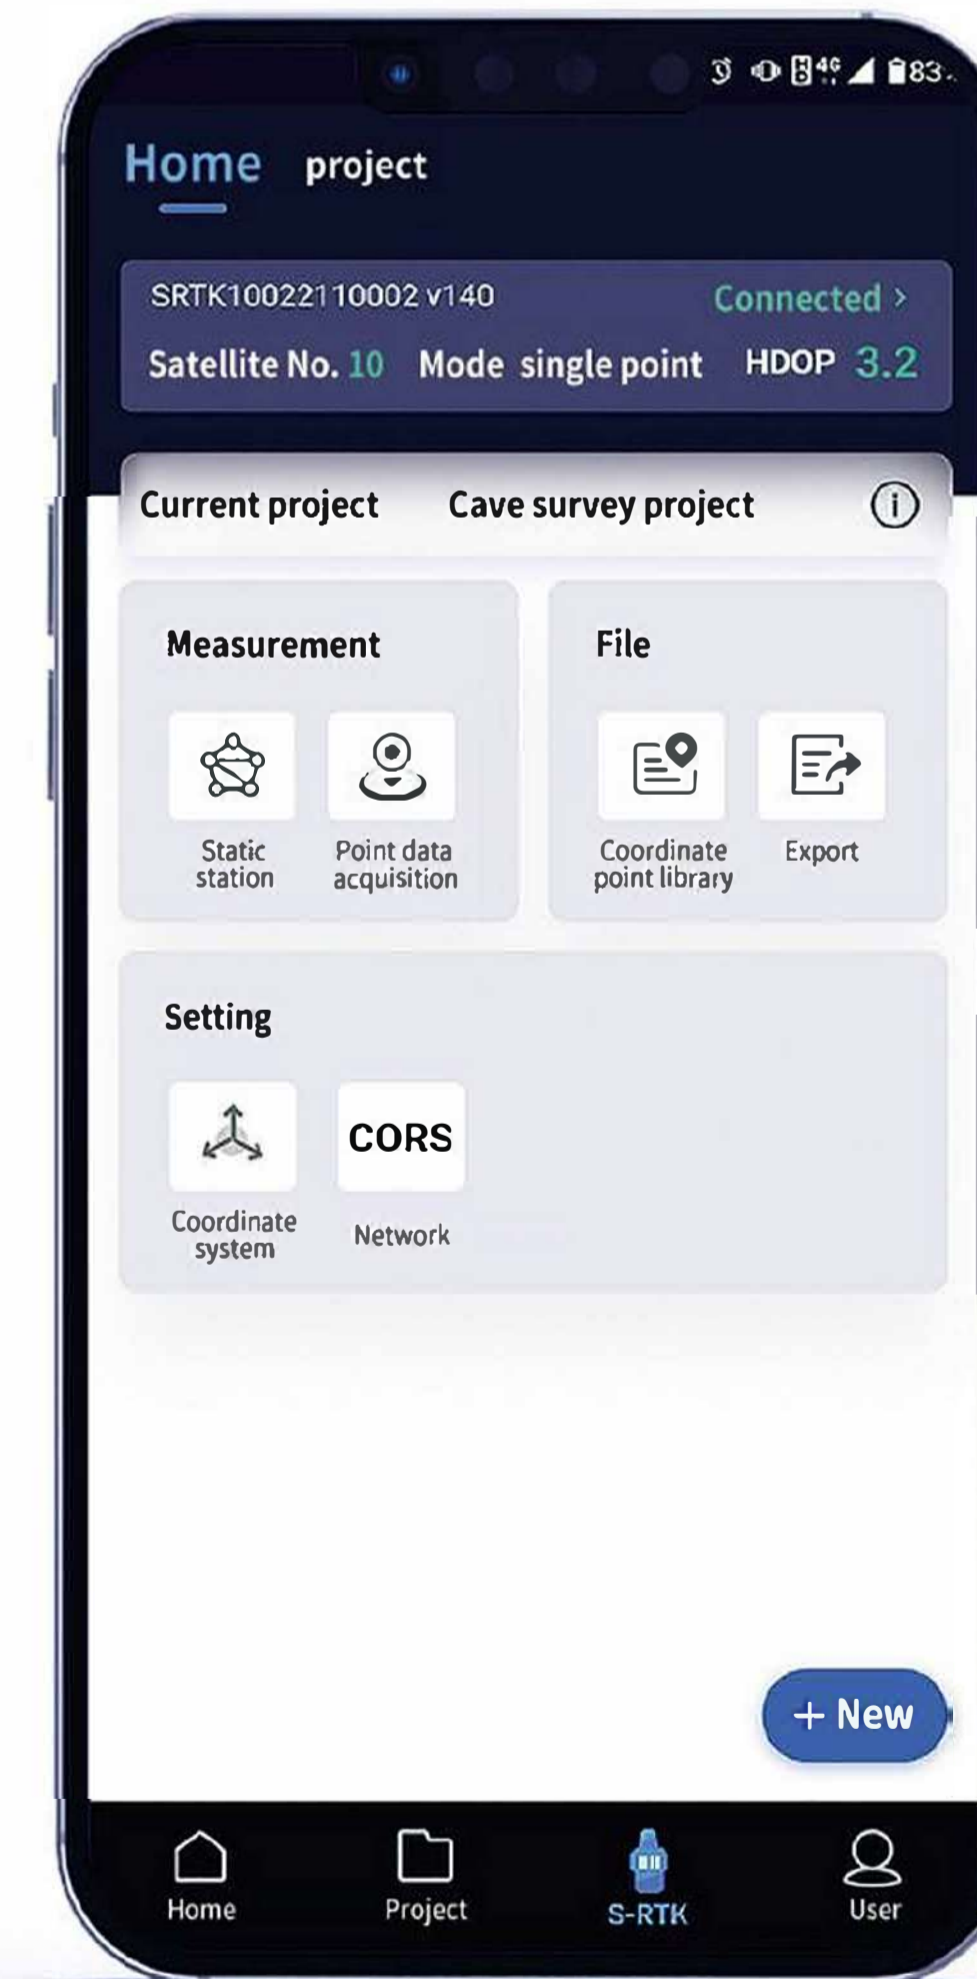 4G 83
Home project
SRTK10022110002 v140 Connected >
Satellite No. 10 Mode single point HDOP 3.2
Current project Cave survey project
Measurement File
Static station Point data acquisition Coordinate point library Export
Setting
CORS
Coordinate system Network
+ New
Home Project S-RTK User